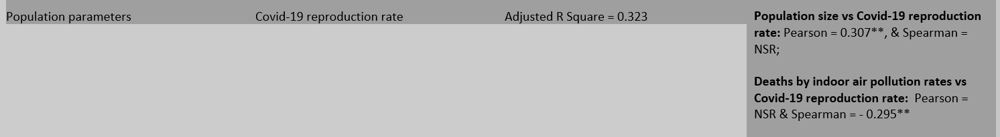 Population parameters
Covid-19 reproduction rate
Adjusted R Square = 0.323
Population size vs Covid-19 reproduction
rate: Pearson = 0.307**, & Spearman =
NSR;
Deaths by indoor air pollution rates vs
Covid-19 reproduction rate:  Pearson =
NSR & Spearman = - 0.295**